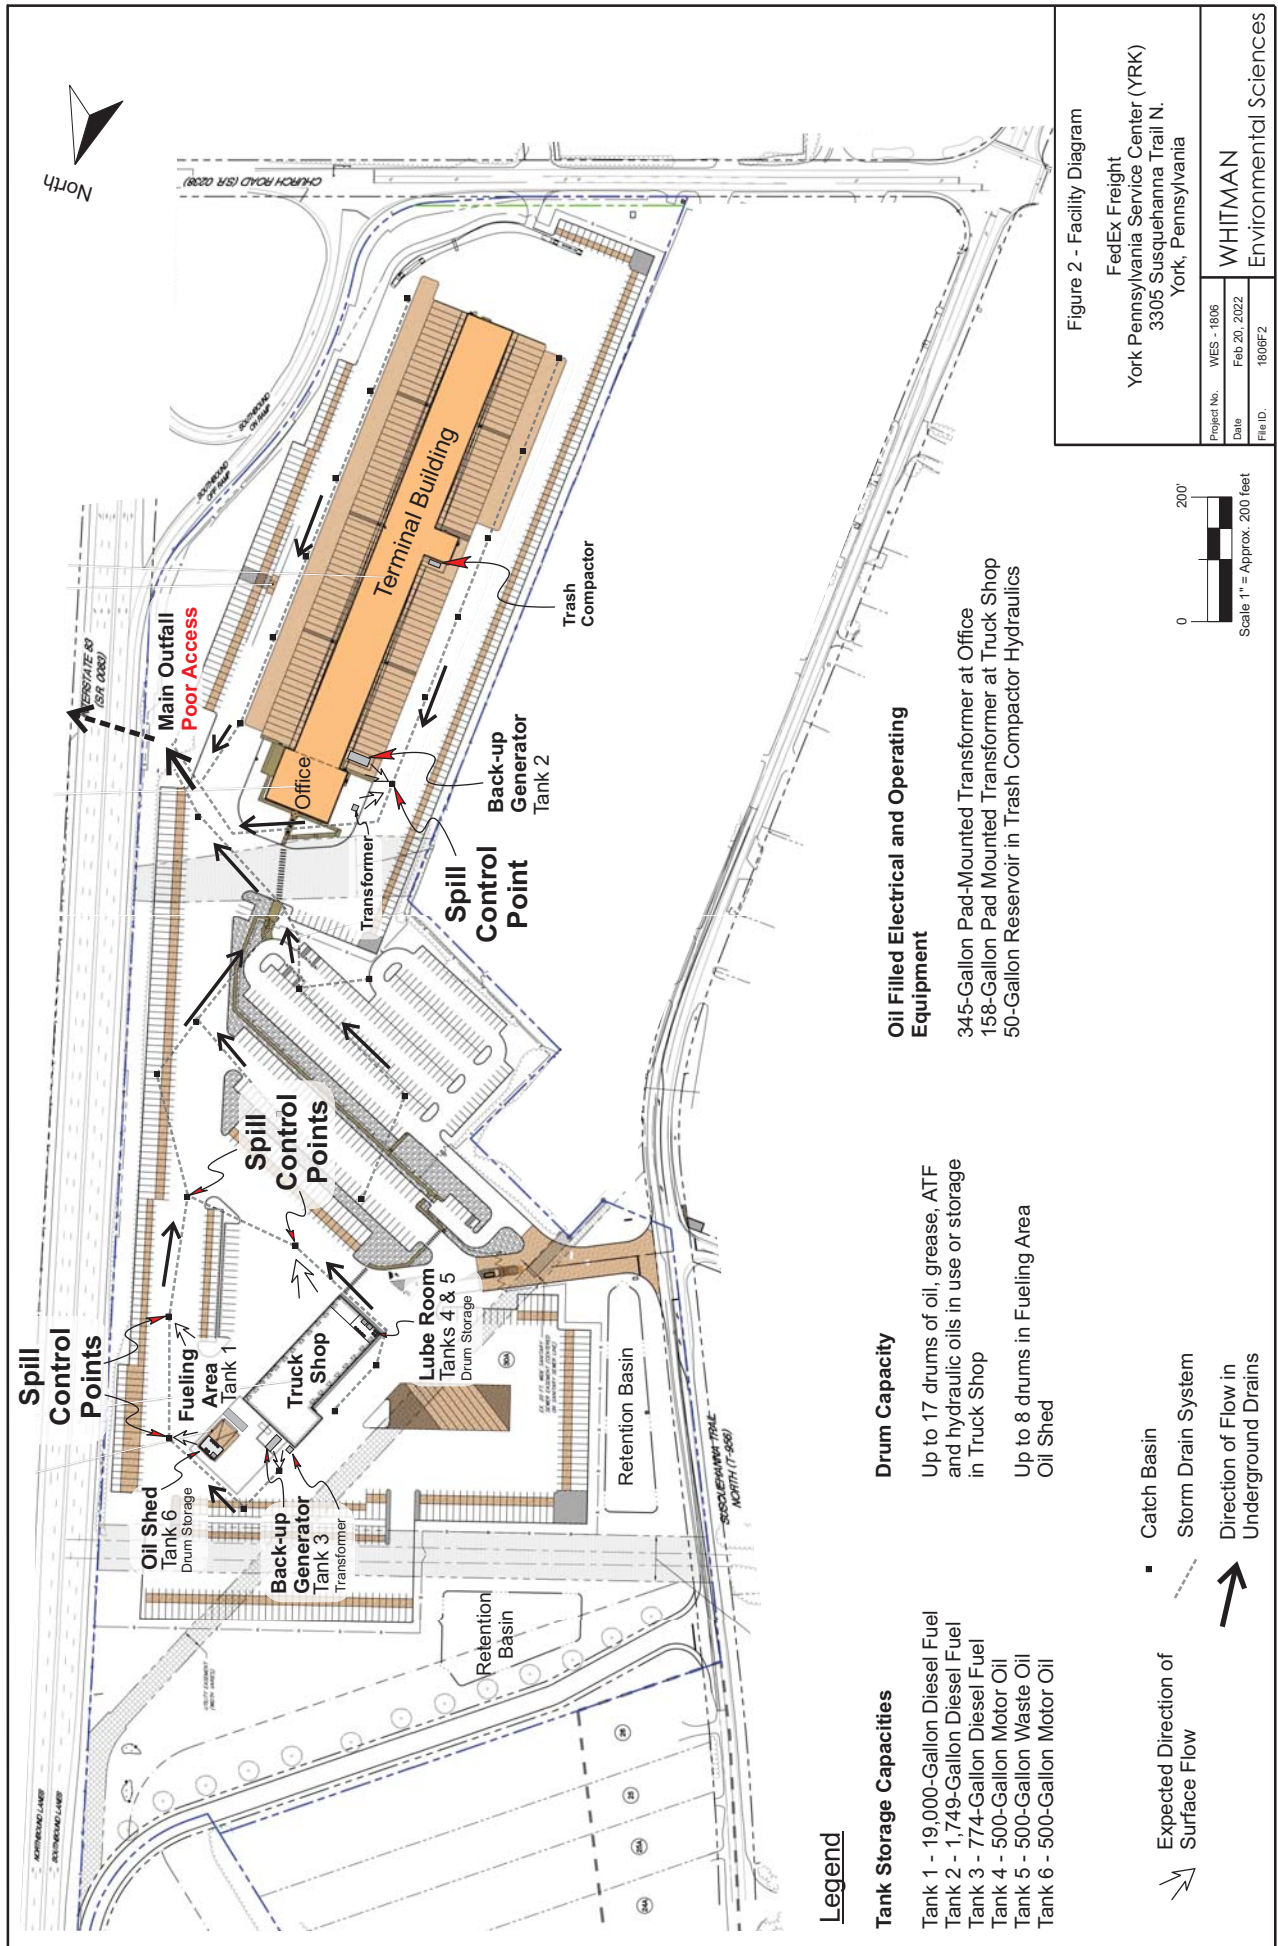 North
CHURCH ROAD (S.R. 0238)
SOUTHBOUND
ON RAMP
SOUTHBOUND
OFF RAMP
(S.R. 0083)
NORTHBOUND LANES
SOUTHBOUND LANES
Main Outfall
Poor Access
Terminal Building
Office
Trash
Compactor
Back-up
Generator
Tank 2
Transformer
Spill
Control
Point
Spill
Control
Points
Spill
Control
Points
Fueling
Area
Tank 1
Truck
Shop
Lube Room
Tanks 4 & 5
Drum Storage
Oil Shed
Tank 6
Drum Storage
Back-up
Generator
Tank 3
Transformer
30A
UTILITY EASEMENT
Retention Basin
Retention
Basin
SUSQUEHANNA TRAIL
NORTH (T-956)
26
25
25A
24A
Legend
Tank Storage Capacities
Tank 1 - 19,000-Gallon Diesel Fuel
Tank 2 - 1,749-Gallon Diesel Fuel
Tank 3 - 774-Gallon Diesel Fuel
Tank 4 - 500-Gallon Motor Oil
Tank 5 - 500-Gallon Waste Oil
Tank 6 - 500-Gallon Motor Oil
Drum Capacity
Up to 17 drums of oil, grease, ATF
and hydraulic oils in use or storage
in Truck Shop
Up to 8 drums in Fueling Area
Oil Shed
Oil Filled Electrical and Operating
Equipment
345-Gallon Pad-Mounted Transformer at Office
158-Gallon Pad Mounted Transformer at Truck Shop
50-Gallon Reservoir in Trash Compactor Hydraulics
Expected Direction of
Surface Flow
Catch Basin
Storm Drain System
Direction of Flow in
Underground Drains
0 200'
Scale 1" = Approx. 200 feet
Figure 2 - Facility Diagram
FedEx Freight
York Pennsylvania Service Center (YRK)
3305 Susquehanna Trail N.
York, Pennsylvania
Project No. WES - 1806
Date Feb 20, 2022
File ID. 1806F2
WHITMAN
Environmental Sciences